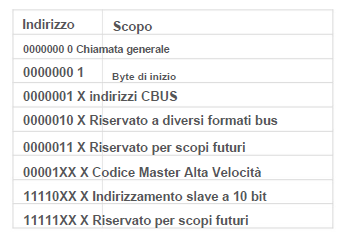 Indirizzo Scopo
0000000 0 Chiamata generale
0000000 1 Byte di inizio
0000001 X indirizzi CBUS
0000010 X Riservato a diversi formati bus
0000011 X Riservato per scopi futuri
00001XX X Codice Master Alta Velocità
11110XX X Indirizzamento slave a 10 bit
11111XX X Riservato per scopi futuri